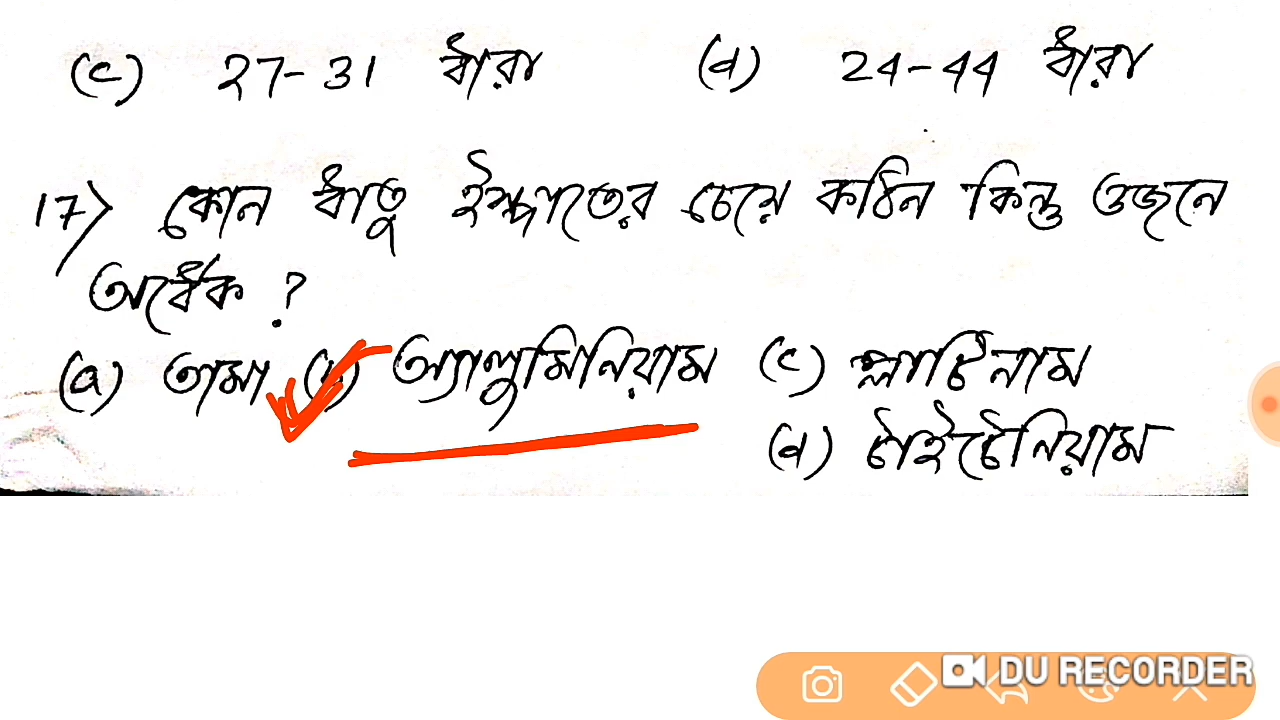 (c) 27-31 ধারা (d) 24-44 ধারা
17) কোন ধাতু ইস্পাতের চেয়ে কঠিন কিন্তু ওজনে
অর্ধেক ?
(a) তামা (b) অ্যালুমিনিয়াম (c) প্লাটিনাম
(d) টাইটেনিয়াম
DU RECORDER